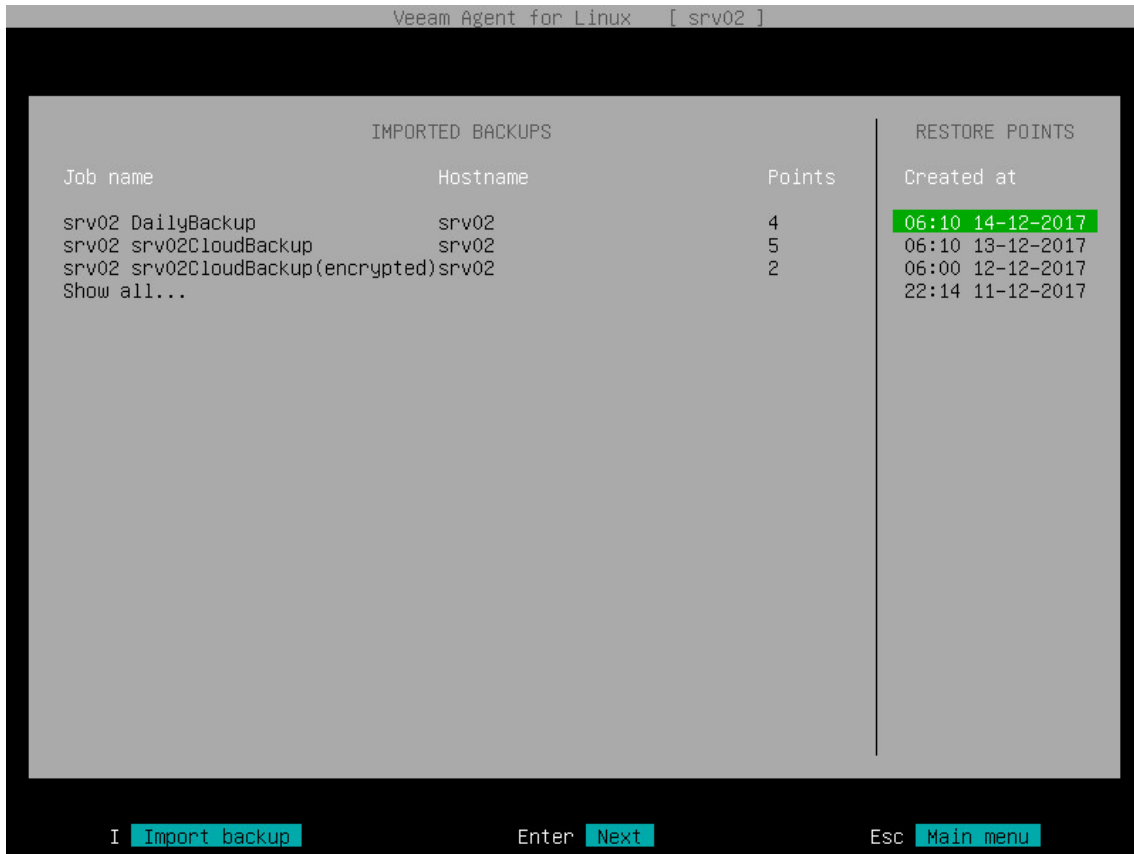 Veeam Agent for Linux [ srv02 ]
IMPORTED BACKUPS
Job name Hostname Points
srv02 DailyBackup srv02 4
srv02 srv02CloudBackup srv02 5
srv02 srv02CloudBackup(encrypted)srv02 2
Show all...
RESTORE POINTS
Created at
06:10 14-12-2017
06:10 13-12-2017
06:00 12-12-2017
22:14 11-12-2017
I Import backup Enter Next Esc Main menu